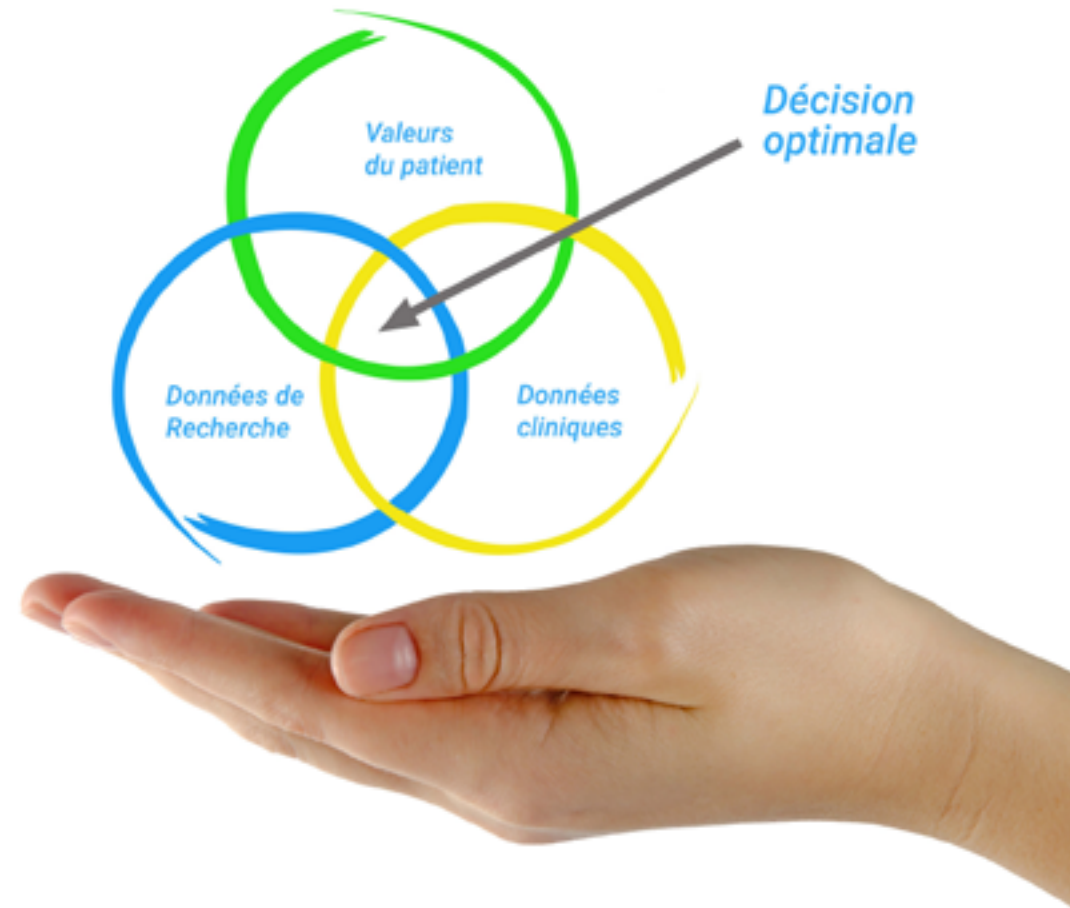 Décision
optimale
Valeurs
du patient
Données de
Recherche
Données
cliniques